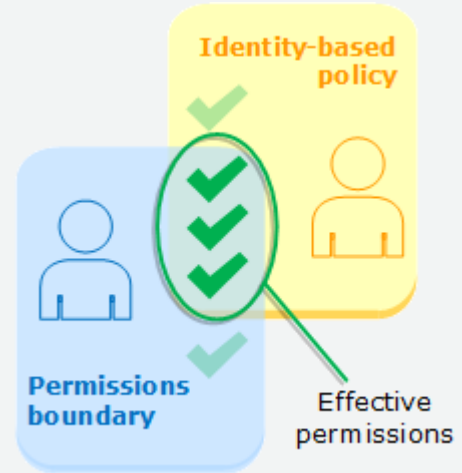 Identity-based
policy
Permissions
boundary
Effective
permissions